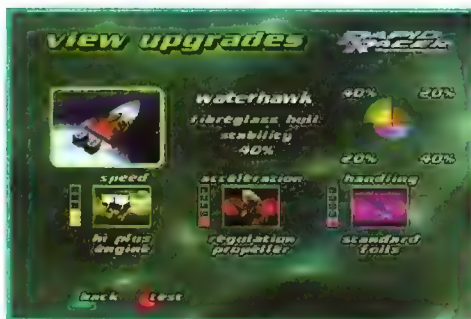 view upgrades
RAPID
RACER
waterhawk
fibreglass hull
stability
40%
40% 20%
20% 40%
speed acceleration handling
hi plus engine
regulation propeller
standard foils
back test